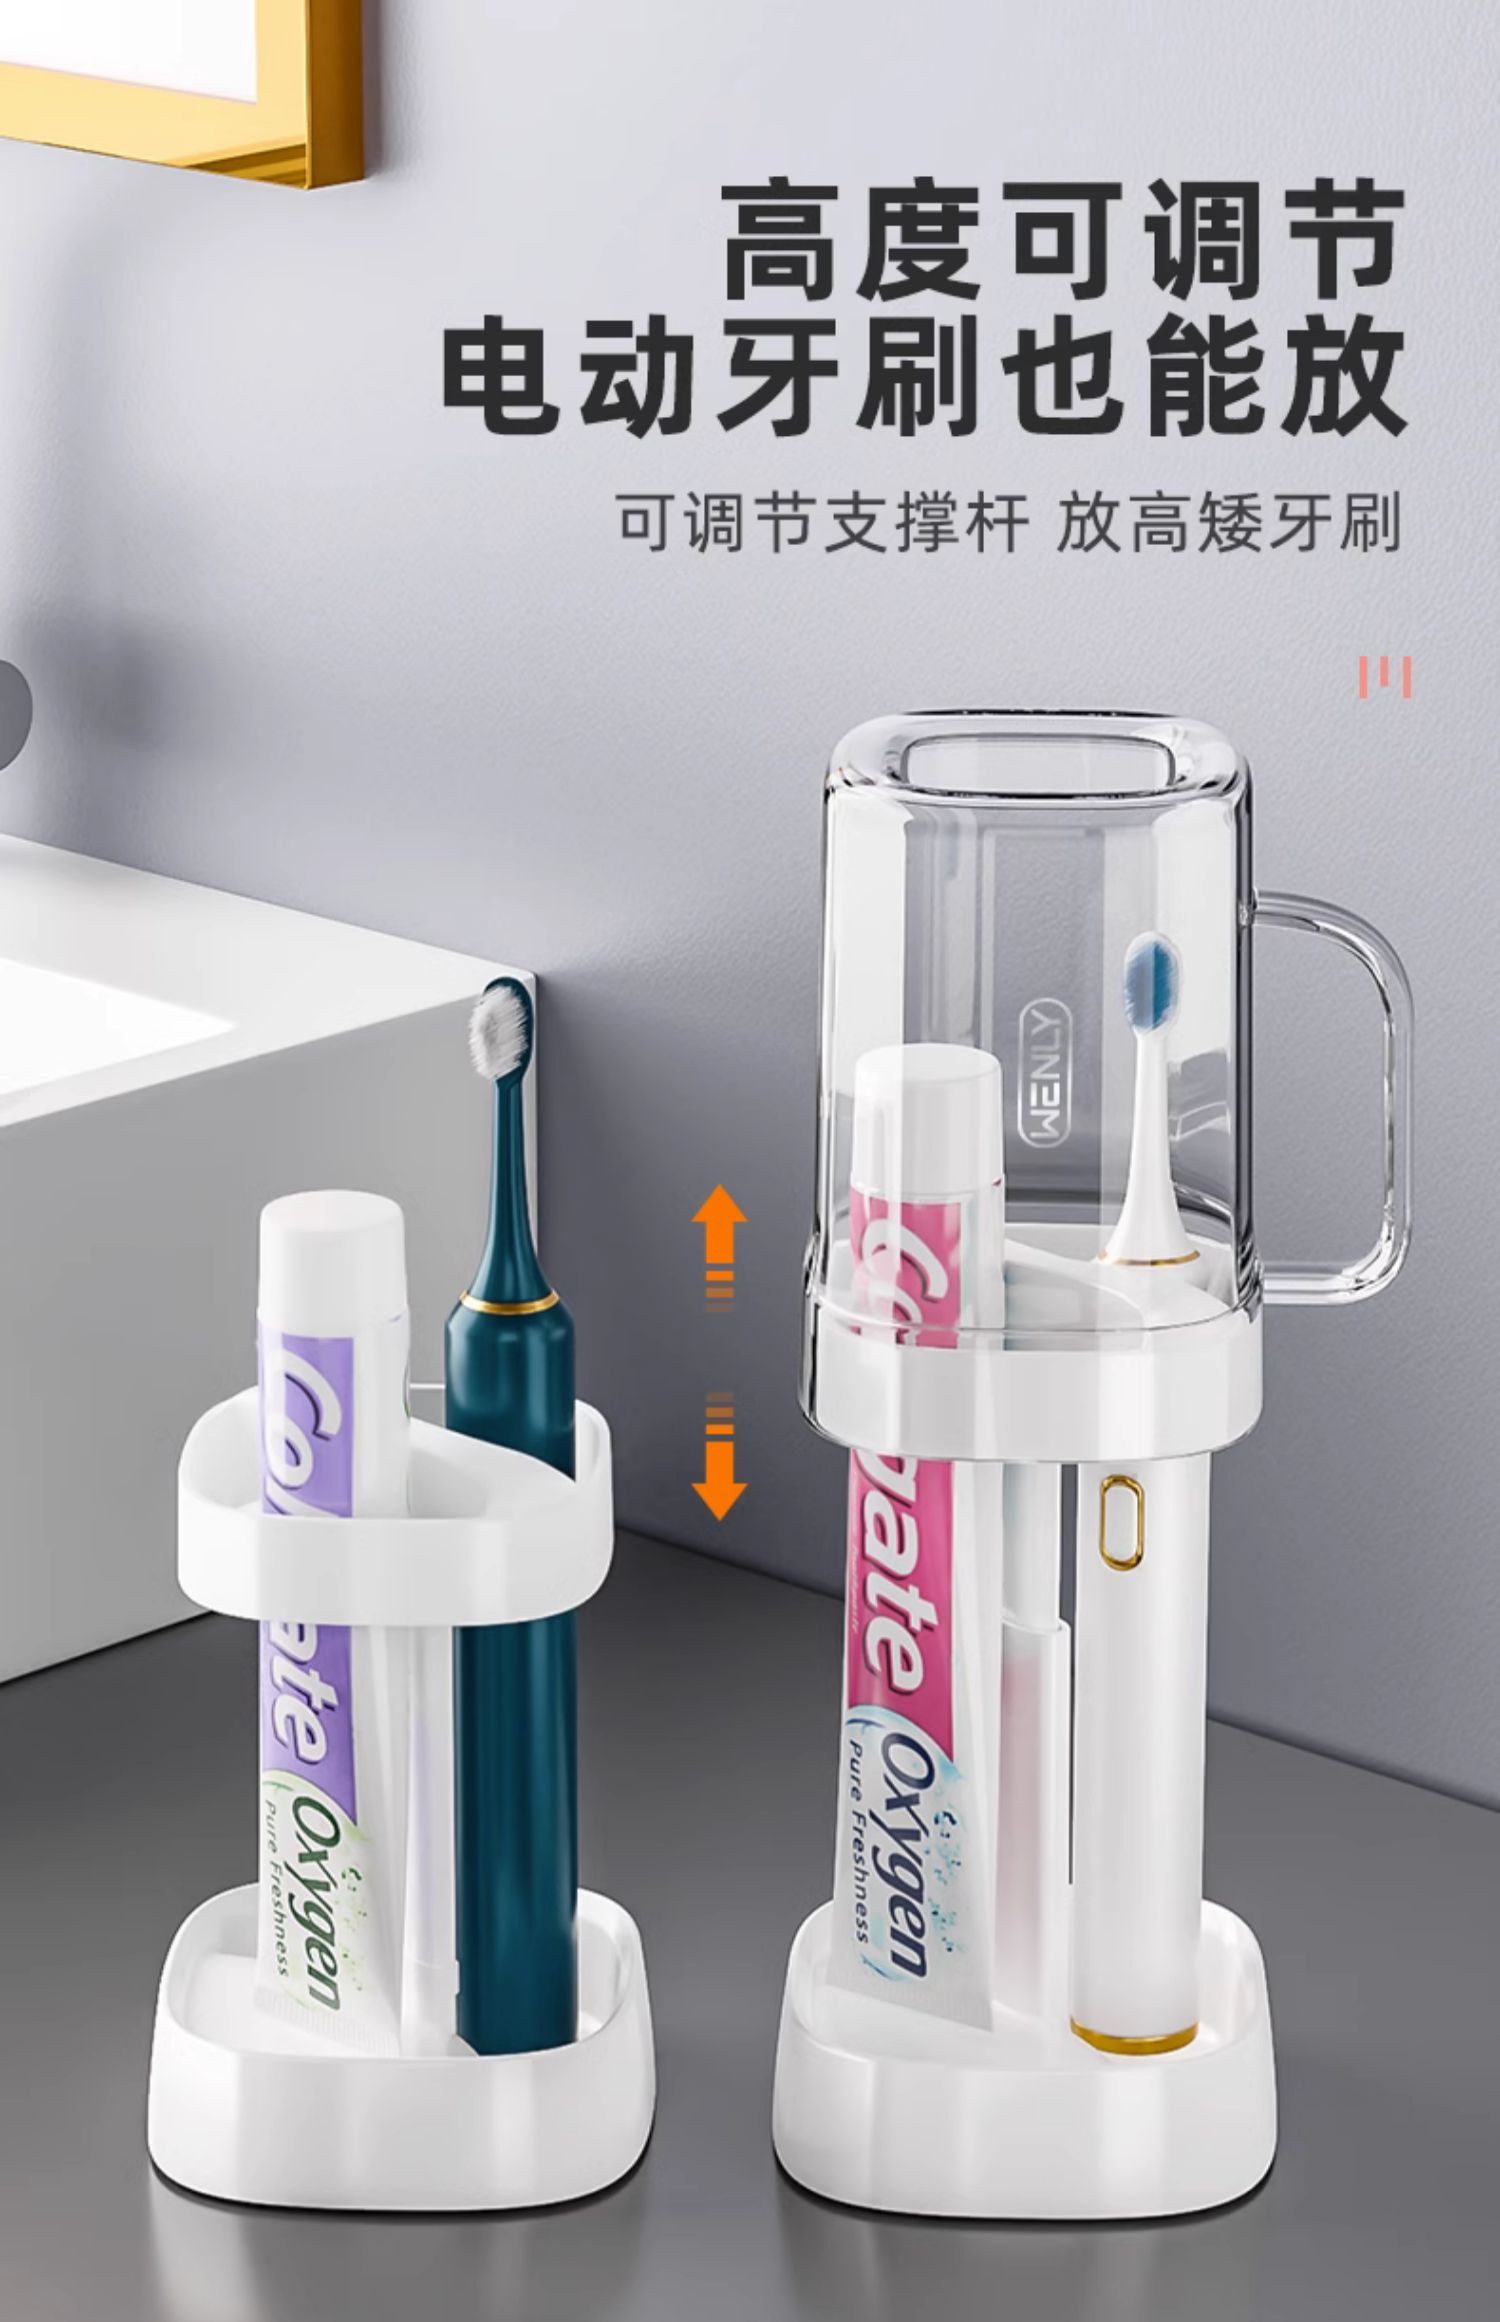 高度可调节
电动牙刷也能放
可调节支撑杆 放高矮牙刷
WENLY
Colgate
Oxygen
Pure Freshness
Colgate
Oxygen
Pure Freshness